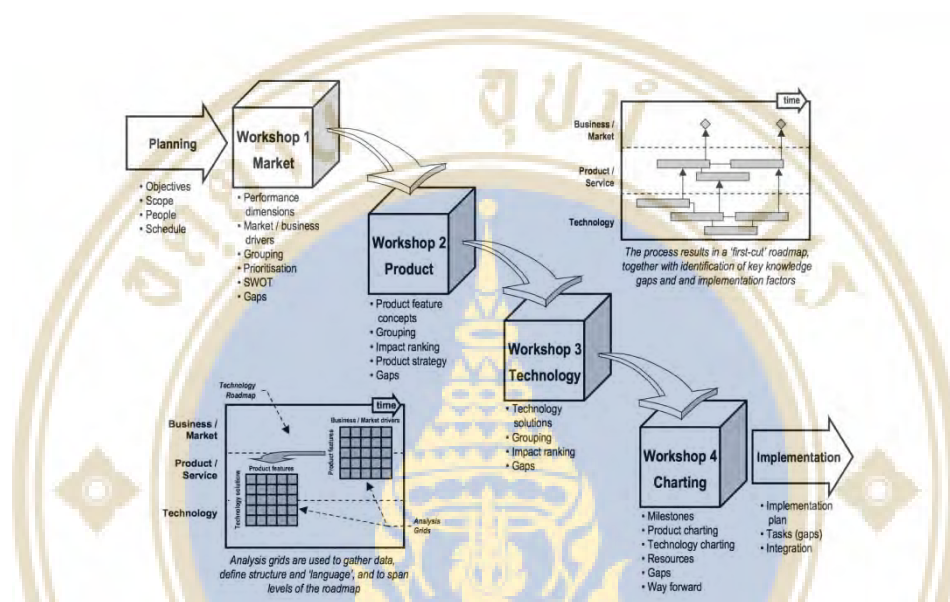 Planning
• Objectives
• Scope
• People
• Schedule
Workshop 1
Market
• Performance
dimensions
• Market / business
drivers
• Grouping
• Prioritisation
• SWOT
• Gaps
Workshop 2
Product
• Product feature
concepts
• Grouping
• Impact ranking
• Product strategy
• Gaps
Workshop 3
Technology
• Technology
solutions
• Grouping
• Impact ranking
• Gaps
Workshop 4
Charting
• Milestones
• Product charting
• Technology charting
• Resources
• Gaps
• Way forward
Implementation
• Implementation
plan
• Tasks (gaps)
• Integration
time
Business /
Market
Product /
Service
Technology
The process results in a 'first-cut' roadmap,
together with identification of key knowledge
gaps and and implementation factors
Technology
Roadmap
time
Business /
Market
Product /
Service
Technology
Business / Market drivers
Product features
Product features
Technology solutions
Analysis
Grids
Analysis grids are used to gather data,
define structure and 'language', and to span
levels of the roadmap